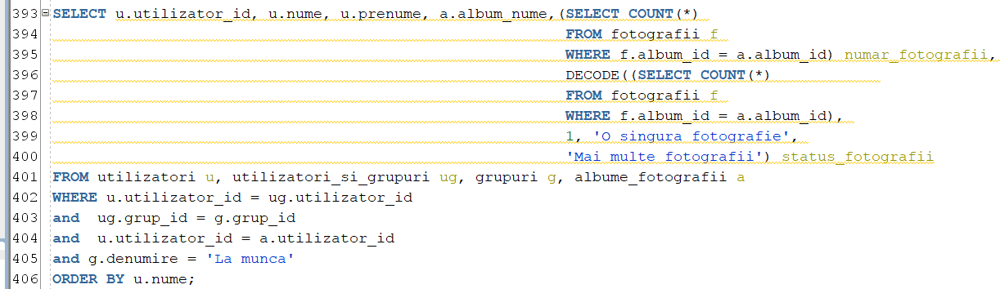 393 SELECT u.utilizator_id, u.nume, u.prenume, a.album_nume,(SELECT COUNT(*)
394 FROM fotografii f
395 WHERE f.album_id = a.album_id) numar_fotografii,
396 DECODE((SELECT COUNT(*)
397 FROM fotografii f
398 WHERE f.album_id = a.album_id),
399 1, 'O singura fotografie',
400 'Mai multe fotografii') status_fotografii
401 FROM utilizatori u, utilizatori_si_grupuri ug, grupuri g, albume_fotografii a
402 WHERE u.utilizator_id = ug.utilizator_id
403 and  ug.grup_id = g.grup_id
404 and  u.utilizator_id = a.utilizator_id
405 and g.denumire = 'La munca'
406 ORDER BY u.nume;